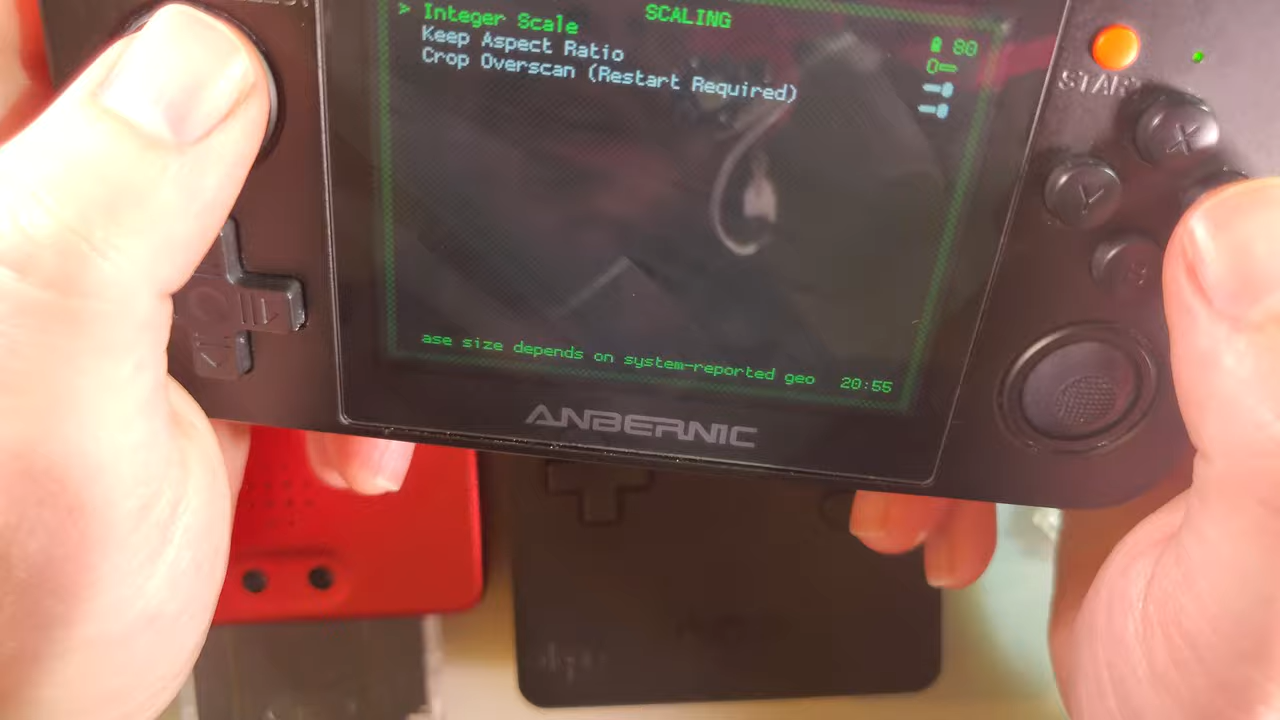 SCALING
> Integer Scale
80
Keep Aspect Ratio
Crop Overscan (Restart Required)
ase size depends on system-reported geo 20:55
ANBERNIC
START
X
Y